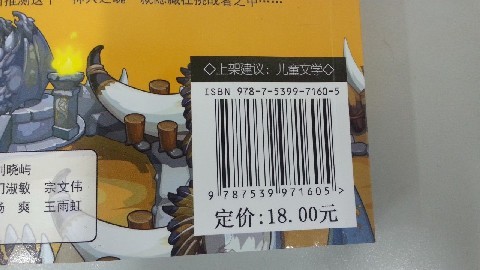 ◇上架建议：儿童文学◇
ISBN 978-7-5399-7160-5
9 787539 971605 >
定价:18.00元
刘晓屿
淑敏 宗文伟
杨 爽 王雨虹